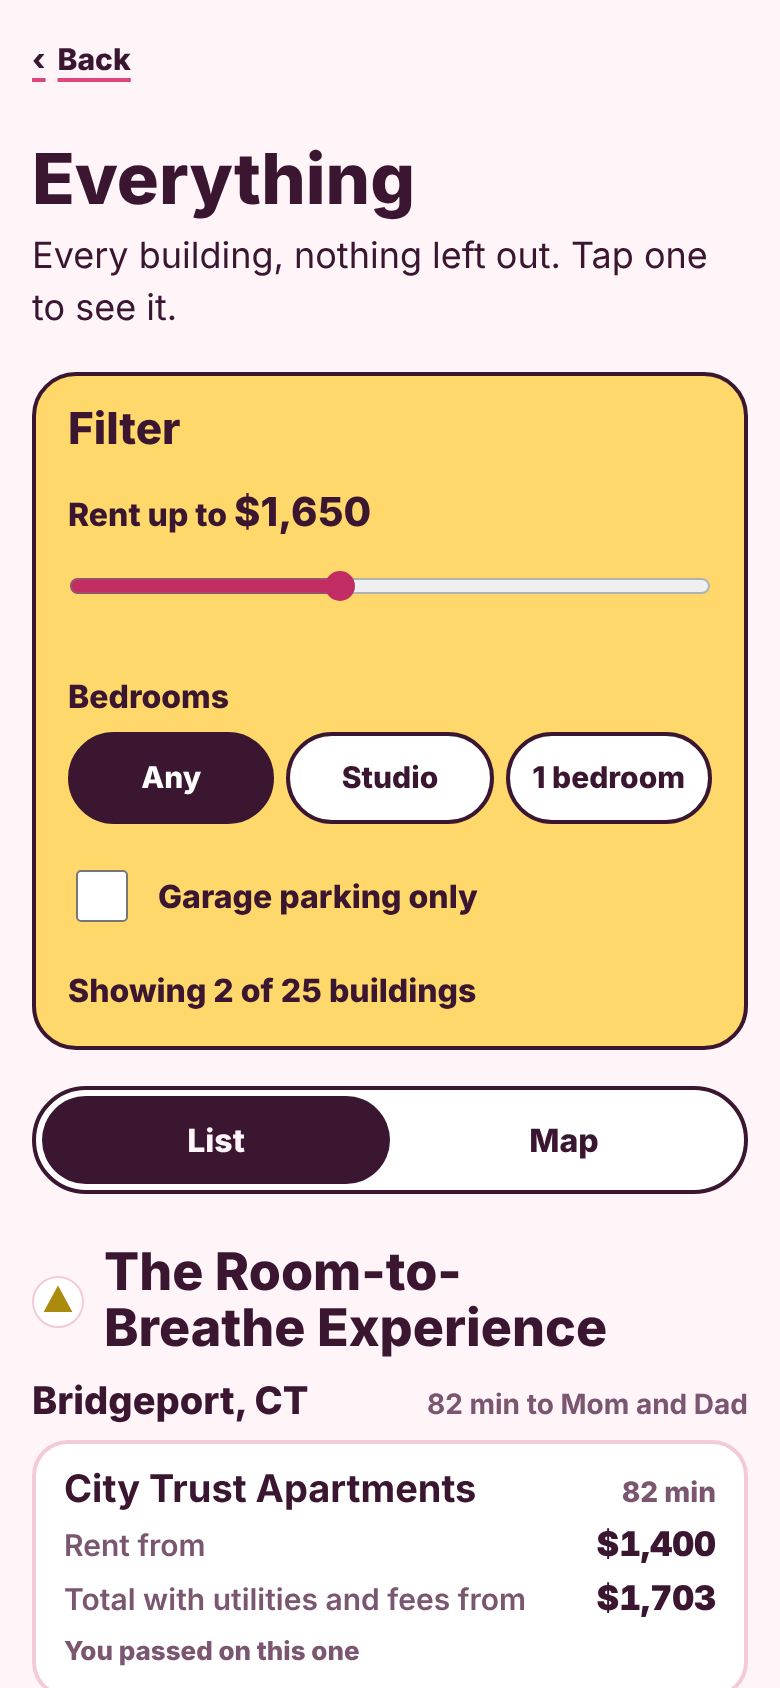 ‹ Back
Everything
Every building, nothing left out. Tap one
to see it.
Filter
Rent up to $1,650
Bedrooms
Any
Studio
1 bedroom
Garage parking only
Showing 2 of 25 buildings
List
Map
The Room-to-
Breathe Experience
Bridgeport, CT
82 min to Mom and Dad
City Trust Apartments
82 min
Rent from
$1,400
Total with utilities and fees from
$1,703
You passed on this one